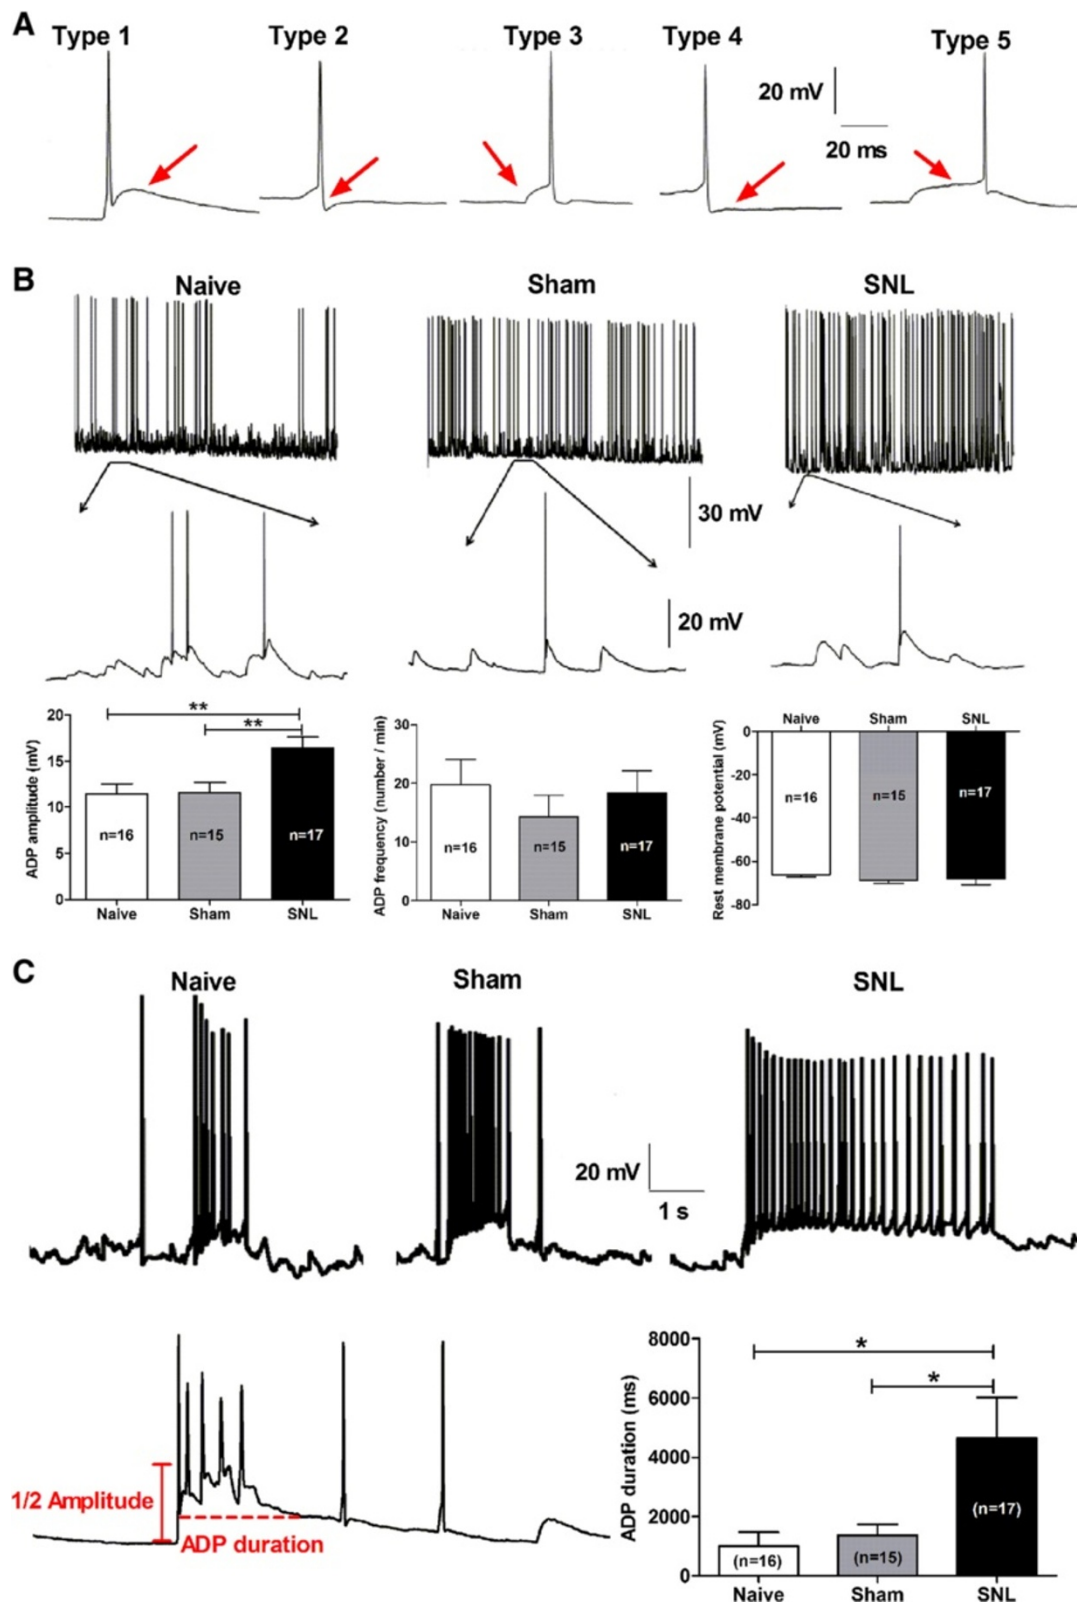 A
Type 1
Type 2
Type 3
Type 4
Type 5
20 mV
20 ms
B
Naive
Sham
SNL
30 mV
20 mV
**
**
ADP amplitude (mV)
20
15
10
5
0
n=16
n=15
n=17
Naive
Sham
SNL
ADP frequency (number / min)
30
20
10
0
n=16
n=15
n=17
Naive
Sham
SNL
Rest membrane potential (mV)
Naive
Sham
SNL
0
-20
-40
-60
-80
n=16
n=15
n=17
C
Naive
Sham
SNL
20 mV
1 s
1/2 Amplitude
ADP duration
ADP duration (ms)
8000
6000
4000
2000
0
*
*
(n=16)
(n=15)
(n=17)
Naive
Sham
SNL